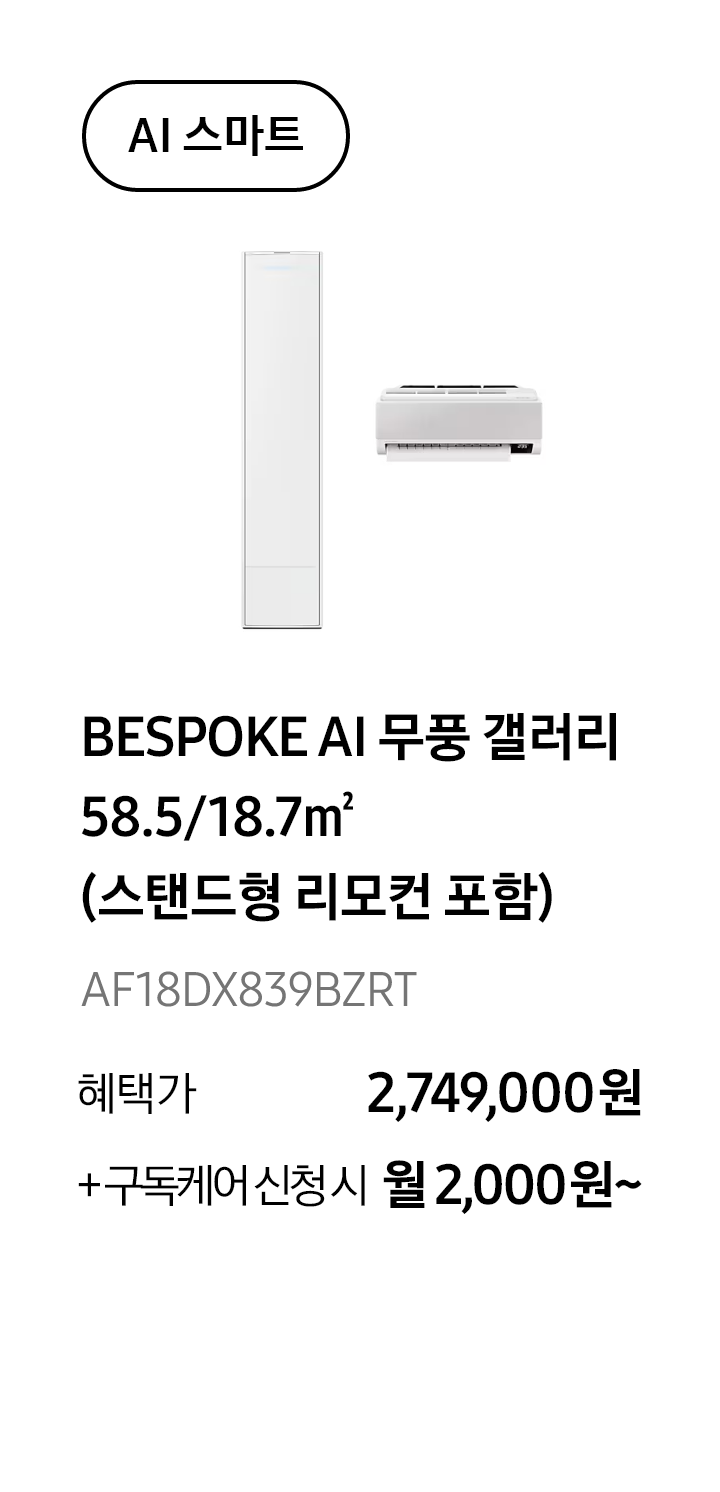 AI 스마트
BESPOKE AI 무풍 갤러리
58.5/18.7㎡
(스탠드형 리모컨 포함)
AF18DX839BZRT
혜택가 2,749,000원
+구독케어 신청 시 월 2,000원~